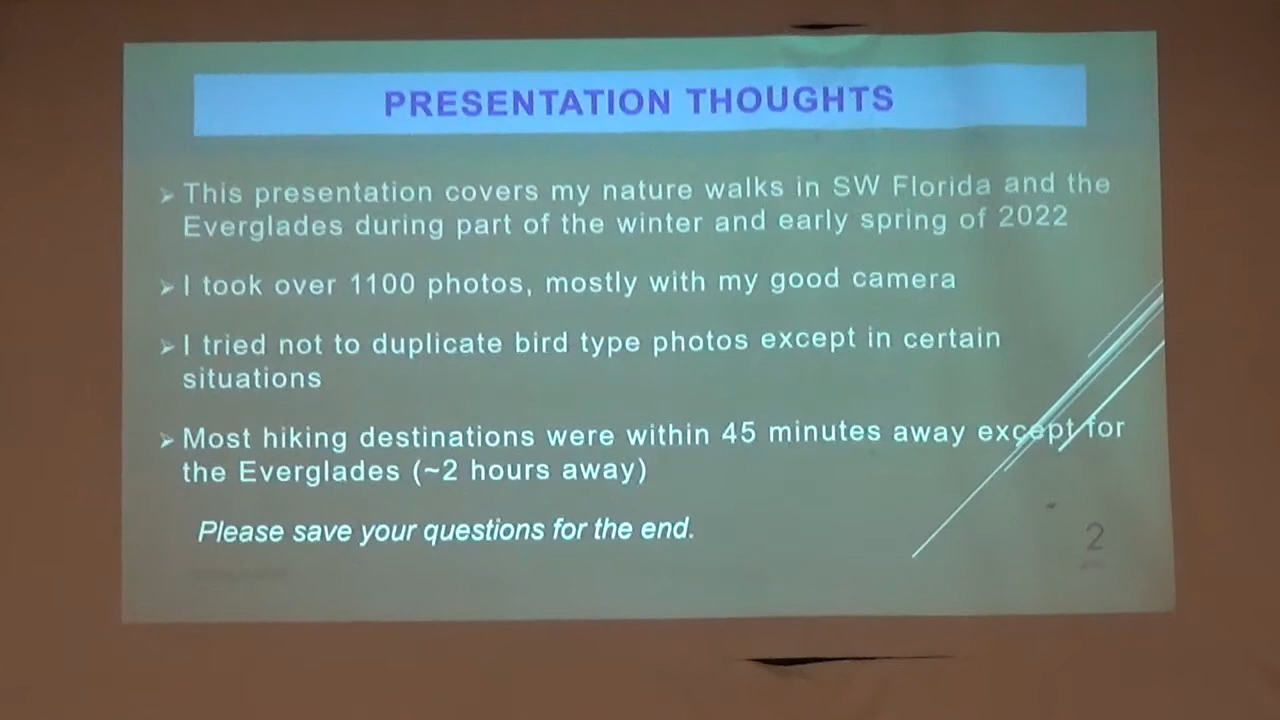 PRESENTATION THOUGHTS
➢ This presentation covers my nature walks in SW Florida and the
Everglades during part of the winter and early spring of 2022
➢ I took over 1100 photos, mostly with my good camera
➢ I tried not to duplicate bird type photos except in certain
situations
➢ Most hiking destinations were within 45 minutes away except for
the Everglades (~2 hours away)
Please save your questions for the end.
2